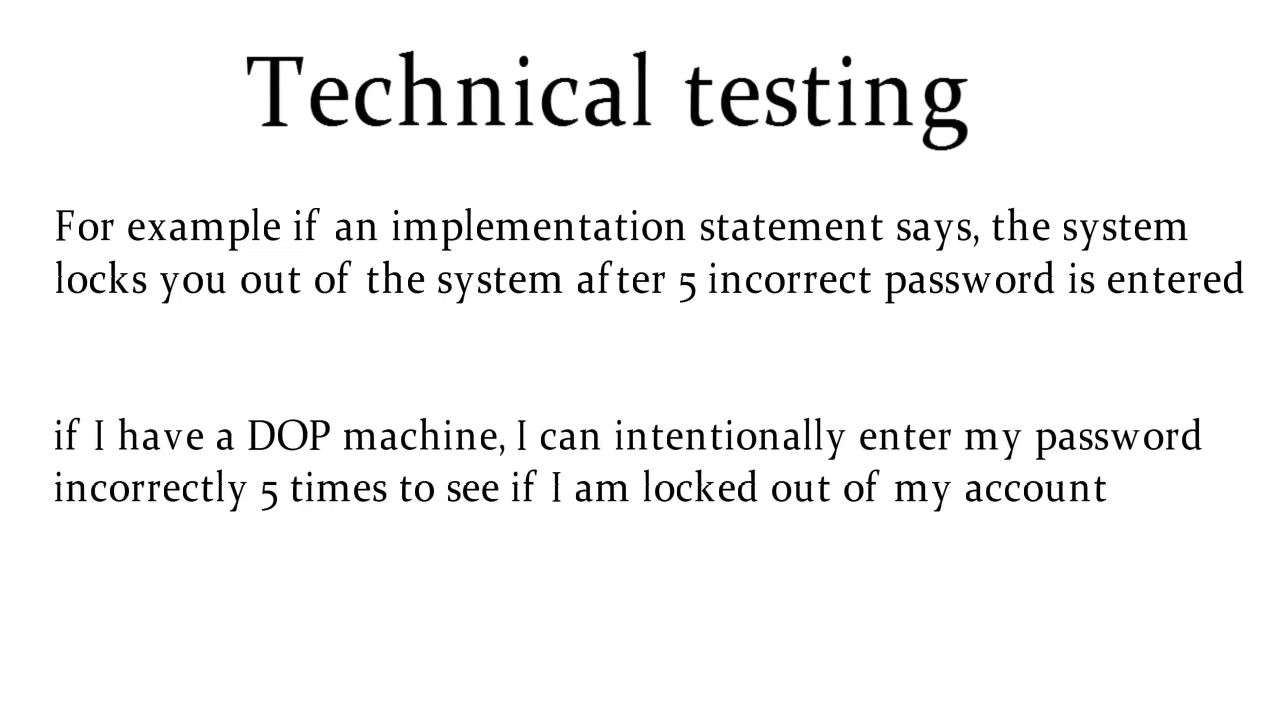 Technical testing
For example if an implementation statement says, the system
locks you out of the system after 5 incorrect password is entered
if I have a DOP machine, I can intentionally enter my password
incorrectly 5 times to see if I am locked out of my account